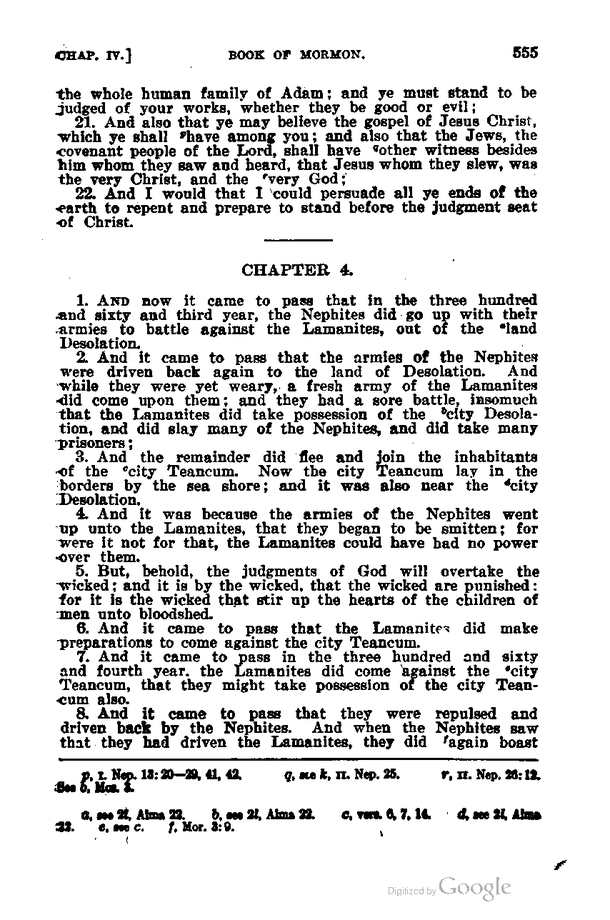 CHAP. IV.] BOOK OF MORMON. 555
the whole human family of Adam; and ye must stand to be
judged of your works, whether they be good or evil;
21. And also that ye may believe the gospel of Jesus Christ,
which ye shall ᵖhave among you; and also that the Jews, the
covenant people of the Lord, shall have ᵠother witness besides
him whom they saw and heard, that Jesus whom they slew, was
the very Christ, and the ʳvery God;
22. And I would that I could persuade all ye ends of the
earth to repent and prepare to stand before the judgment seat
of Christ.
CHAPTER 4.
1. AND now it came to pass that in the three hundred
and sixty and third year, the Nephites did go up with their
armies to battle against the Lamanites, out of the ᵃland
Desolation.
2. And it came to pass that the armies of the Nephites
were driven back again to the land of Desolation. And
while they were yet weary, a fresh army of the Lamanites
did come upon them; and they had a sore battle, insomuch
that the Lamanites did take possession of the ᵇcity Desola-
tion, and did slay many of the Nephites, and did take many
prisoners;
3. And the remainder did flee and join the inhabitants
of the ᶜcity Teancum. Now the city Teancum lay in the
borders by the sea shore; and it was also near the ᵈcity
Desolation.
4. And it was because the armies of the Nephites went
up unto the Lamanites, that they began to be smitten; for
were it not for that, the Lamanites could have had no power
over them.
5. But, behold, the judgments of God will overtake the
wicked; and it is by the wicked, that the wicked are punished;
for it is the wicked that stir up the hearts of the children of
men unto bloodshed.
6. And it came to pass that the Lamanites did make
preparations to come against the city Teancum.
7. And it came to pass in the three hundred and sixty
and fourth year, the Lamanites did come against the ᵉcity
Teancum, that they might take possession of the city Tean-
cum also.
8. And it came to pass that they were repulsed and
driven back by the Nephites. And when the Nephites saw
that they had driven the Lamanites, they did ᶠagain boast
p, I. Nep. 13:20—29, 41, 42. q, see k, II. Nep. 25. r, II. Nep. 26:12.
See b, Mos. 3.
a, see 2l, Alma 22. b, see 2l, Alma 22. c, vers. 6, 7, 14. d, see 2l, Alma
22. e, see c. f, Mor. 3:9.
Digitized by Google